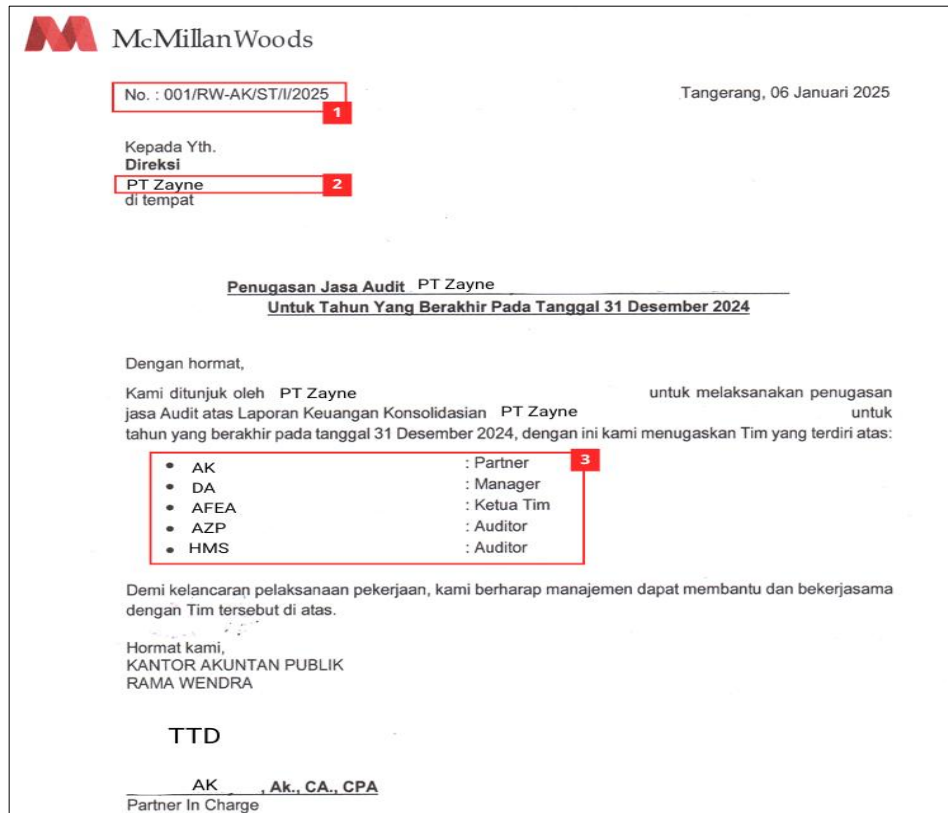 McMillanWoods
No. : 001/RW-AK/ST/I/2025
1
Tangerang, 06 Januari 2025
Kepada Yth.
Direksi
PT Zayne
2
di tempat
Penugasan Jasa Audit PT Zayne
Untuk Tahun Yang Berakhir Pada Tanggal 31 Desember 2024
Dengan hormat,
Kami ditunjuk oleh PT Zayne untuk melaksanakan penugasan
jasa Audit atas Laporan Keuangan Konsolidasian PT Zayne untuk
tahun yang berakhir pada tanggal 31 Desember 2024, dengan ini kami menugaskan Tim yang terdiri atas:
3
• AK : Partner
• DA : Manager
• AFEA : Ketua Tim
• AZP : Auditor
• HMS : Auditor
Demi kelancaran pelaksanaan pekerjaan, kami berharap manajemen dapat membantu dan bekerjasama
dengan Tim tersebut di atas.
Hormat kami,
KANTOR AKUNTAN PUBLIK
RAMA WENDRA
TTD
AK , Ak., CA., CPA
Partner In Charge